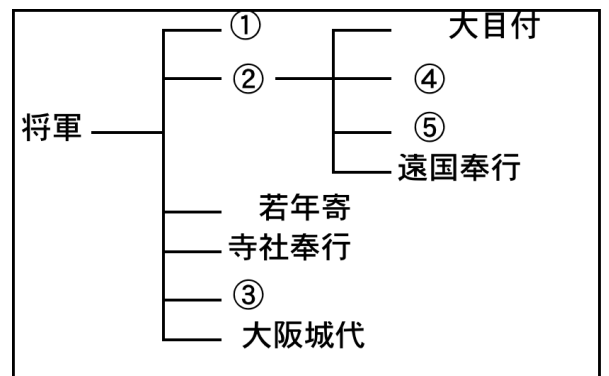 ①
大目付
②
④
将軍
⑤
遠国奉行
若年寄
寺社奉行
③
大阪城代